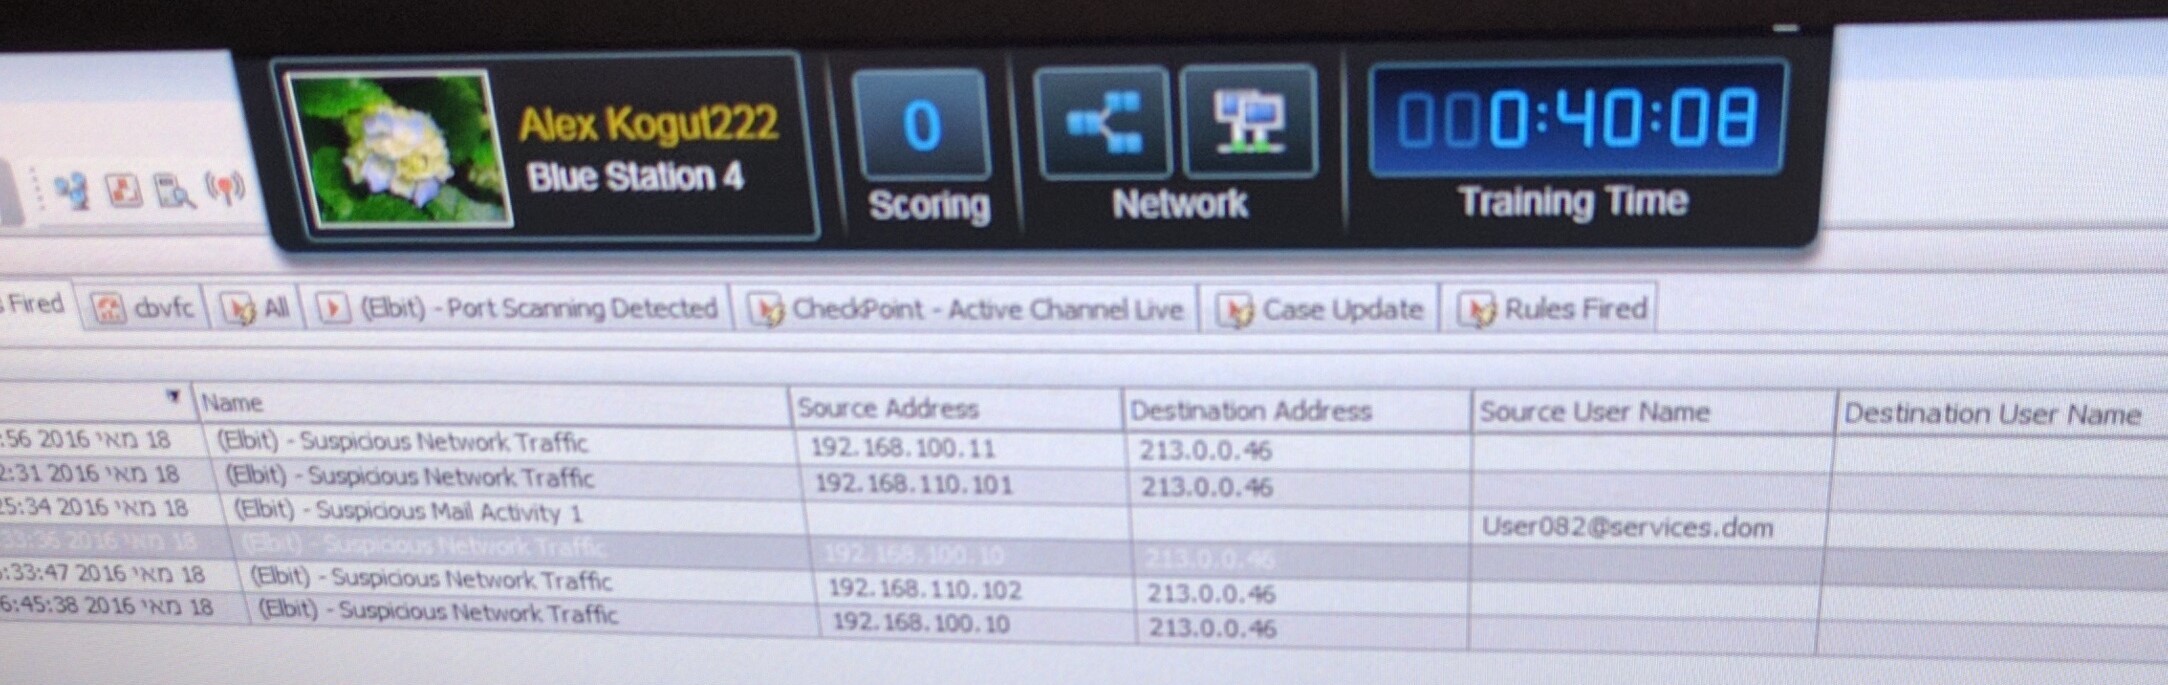 Alex Kogut222
Blue Station 4
0
Scoring
Network
000:40:08
Training Time
Fired
cbvfc
All
(Elbit) - Port Scanning Detected
CheckPoint - Active Channel Live
Case Update
Rules Fired
Name Source Address Destination Address Source User Name Destination User Name
:56 2016 מאי 18 (Elbit) - Suspicious Network Traffic 192.168.100.11 213.0.0.46
2:31 2016 מאי 18 (Elbit) - Suspicious Network Traffic 192.168.110.101 213.0.0.46
25:34 2016 מאי 18 (Elbit) - Suspicious Mail Activity 1 User082@services.dom
33:36 2016 מאי 18 (Elbit) - Suspicious Network Traffic 192.168.100.10 213.0.0.46
:33:47 2016 מאי 18 (Elbit) - Suspicious Network Traffic 192.168.110.102 213.0.0.46
6:45:38 2016 מאי 18 (Elbit) - Suspicious Network Traffic 192.168.100.10 213.0.0.46